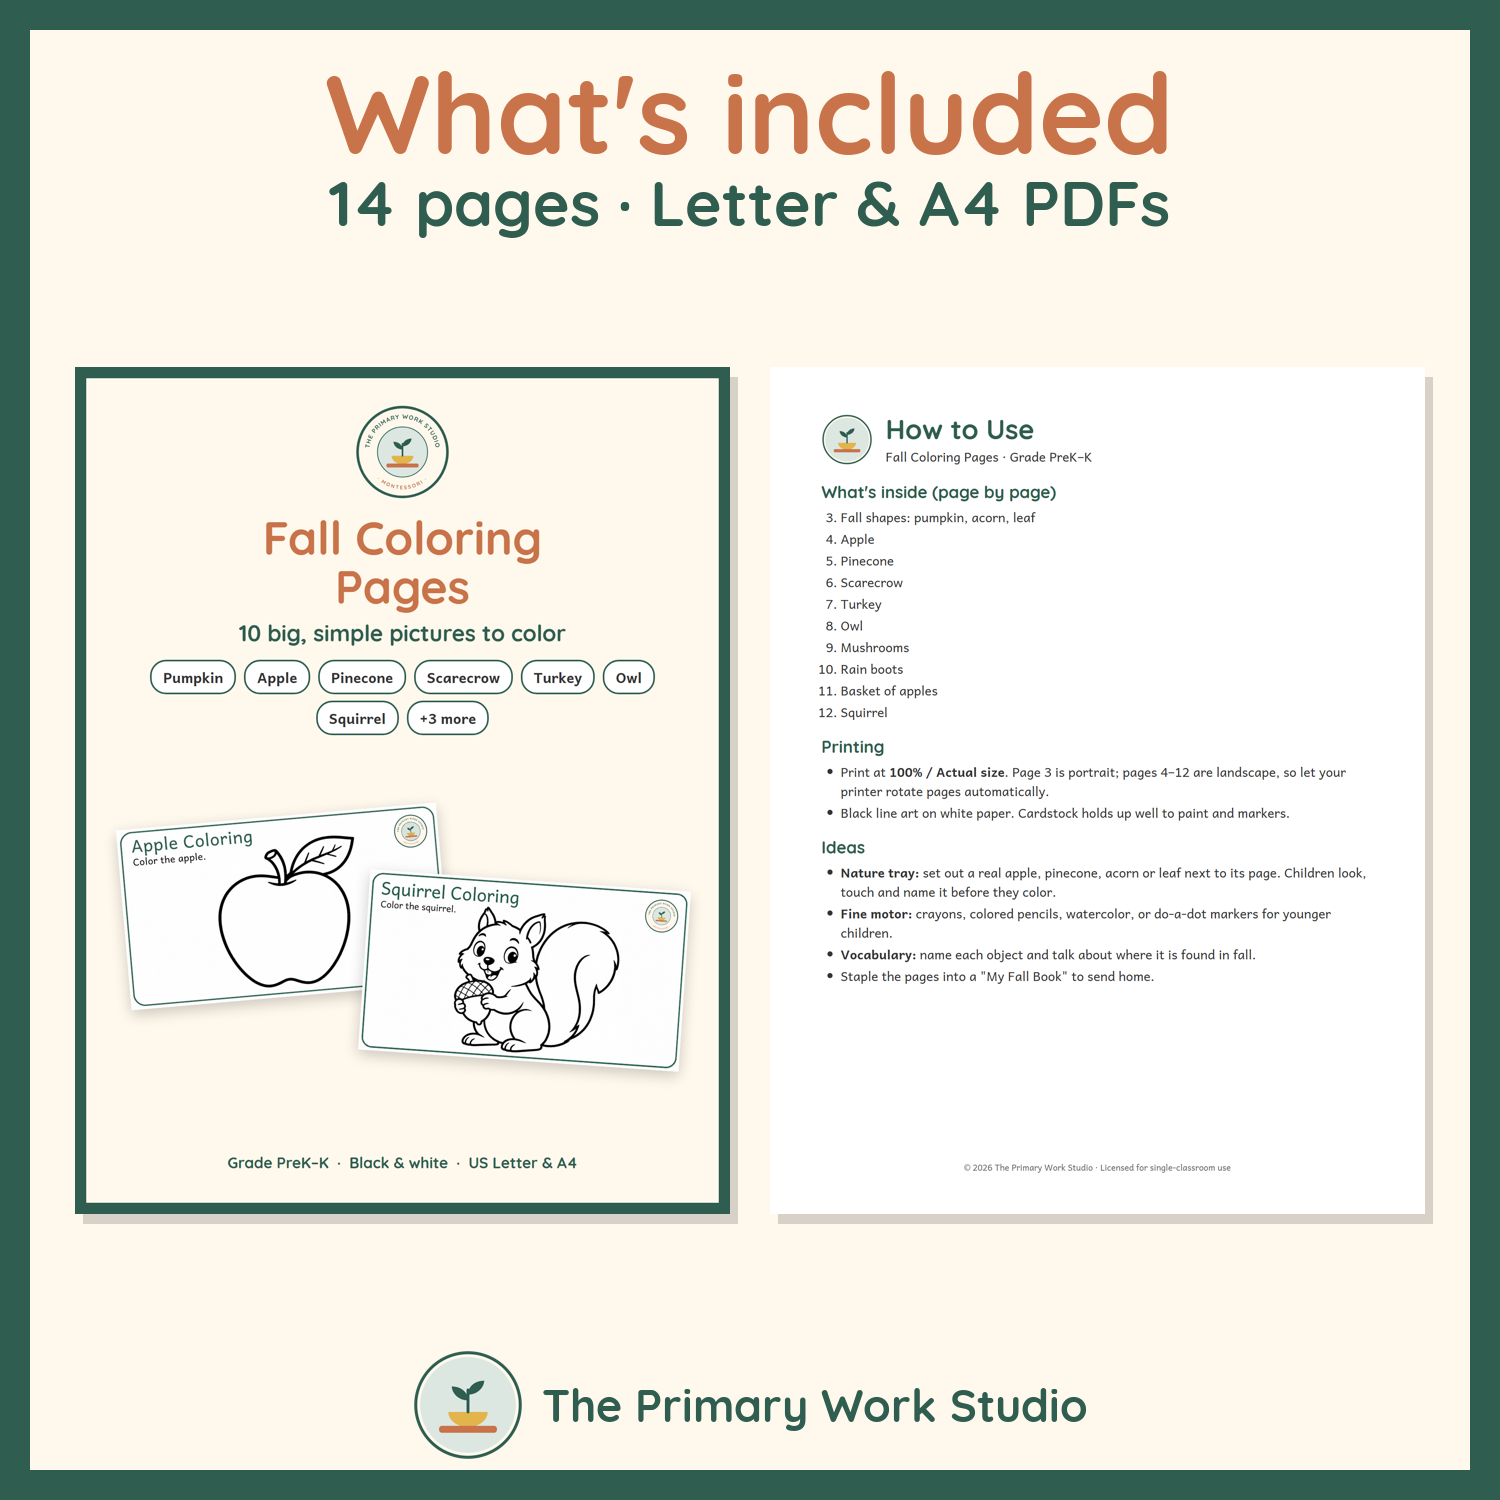 What's included
14 pages · Letter & A4 PDFs
THE PRIMARY WORK STUDIO
MONTESSORI
Fall Coloring
Pages
10 big, simple pictures to color
Pumpkin Apple Pinecone Scarecrow Turkey Owl
Squirrel +3 more
Apple Coloring
Color the apple.
Squirrel Coloring
Color the squirrel.
Grade PreK–K · Black & white · US Letter & A4
How to Use
Fall Coloring Pages · Grade PreK–K
What's inside (page by page)
3. Fall shapes: pumpkin, acorn, leaf
4. Apple
5. Pinecone
6. Scarecrow
7. Turkey
8. Owl
9. Mushrooms
10. Rain boots
11. Basket of apples
12. Squirrel
Printing
• Print at 100% / Actual size. Page 3 is portrait; pages 4–12 are landscape, so let your
printer rotate pages automatically.
• Black line art on white paper. Cardstock holds up well to paint and markers.
Ideas
• Nature tray: set out a real apple, pinecone, acorn or leaf next to its page. Children look,
touch and name it before they color.
• Fine motor: crayons, colored pencils, watercolor, or do-a-dot markers for younger
children.
• Vocabulary: name each object and talk about where it is found in fall.
• Staple the pages into a "My Fall Book" to send home.
© 2026 The Primary Work Studio · Licensed for single-classroom use
The Primary Work Studio